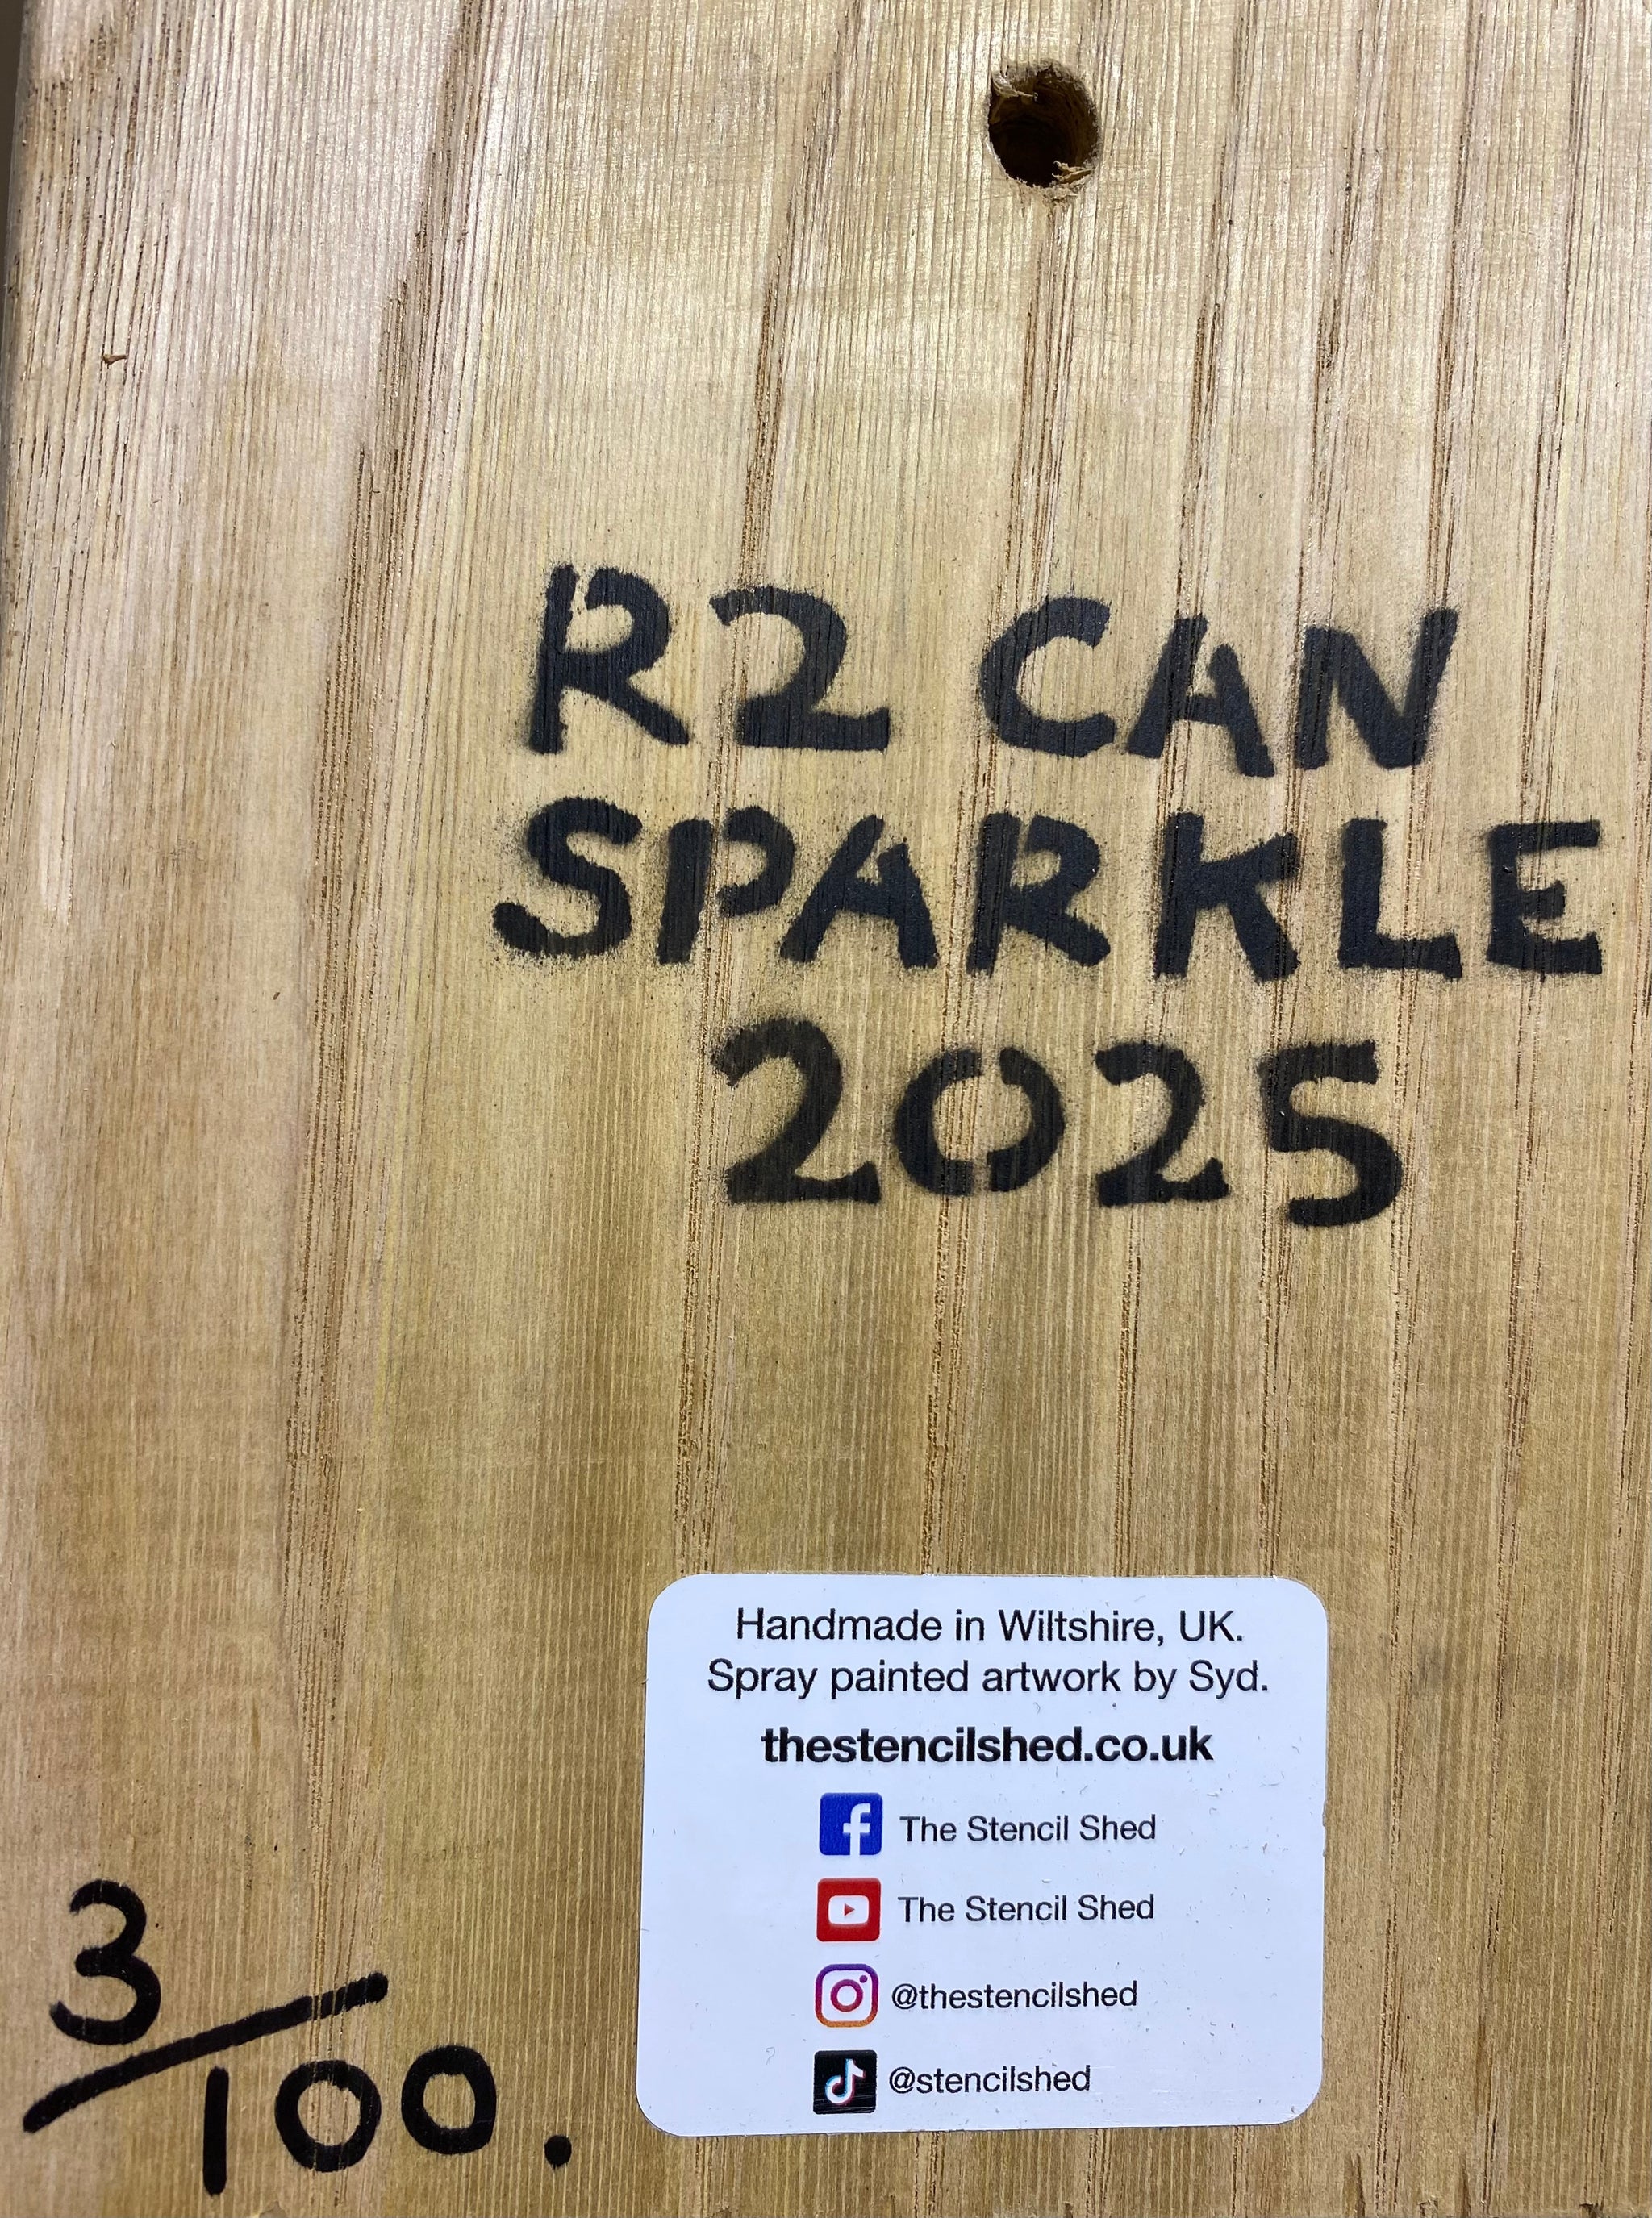 R2 CAN
SPARKLE
2025
Handmade in Wiltshire, UK.
Spray painted artwork by Syd.
thestencilshed.co.uk
The Stencil Shed
The Stencil Shed
@thestencilshed
@stencilshed
3/100.